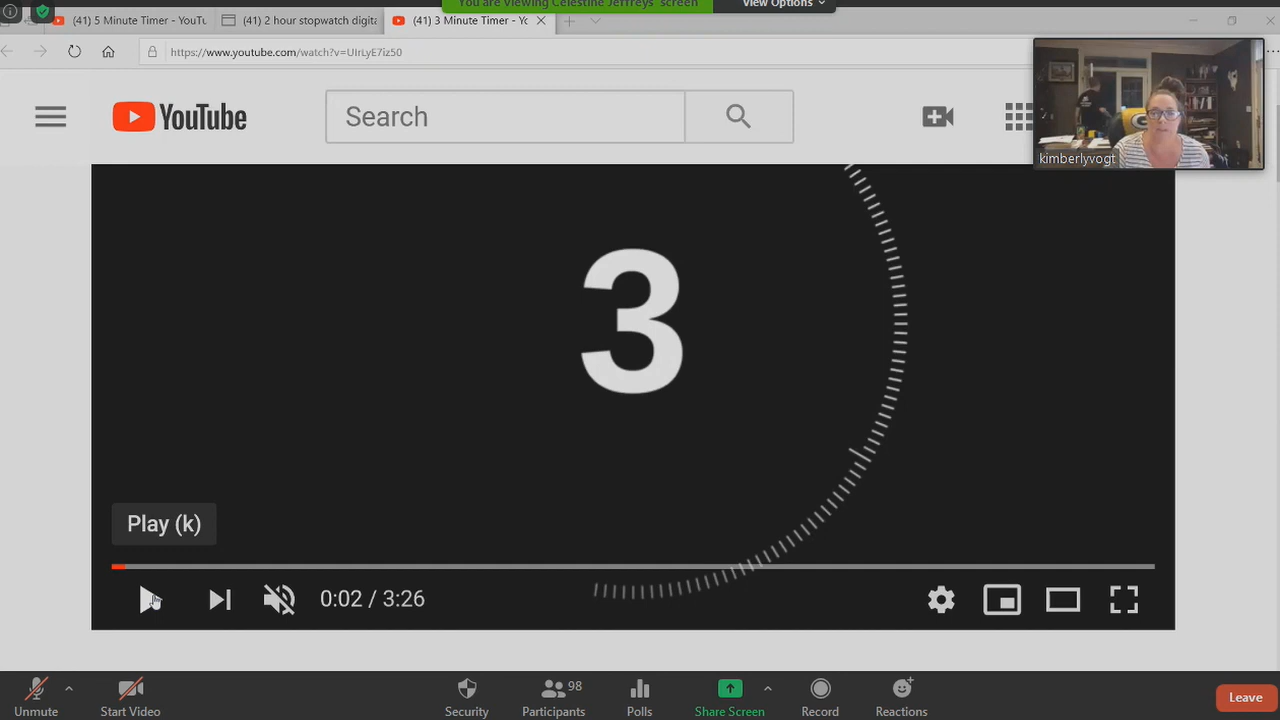 You are viewing Celestine Jeffreys' screen
View Options
(41) 5 Minute Timer - YouTu
(41) 2 hour stopwatch digita
(41) 3 Minute Timer - Yo
https://www.youtube.com/watch?v=UIrLyE7iz50
YouTube
Search
kimberlyvogt
3
Play (k)
0:02 / 3:26
Unmute
Start Video
Security
98
Participants
Polls
Share Screen
Record
Reactions
Leave